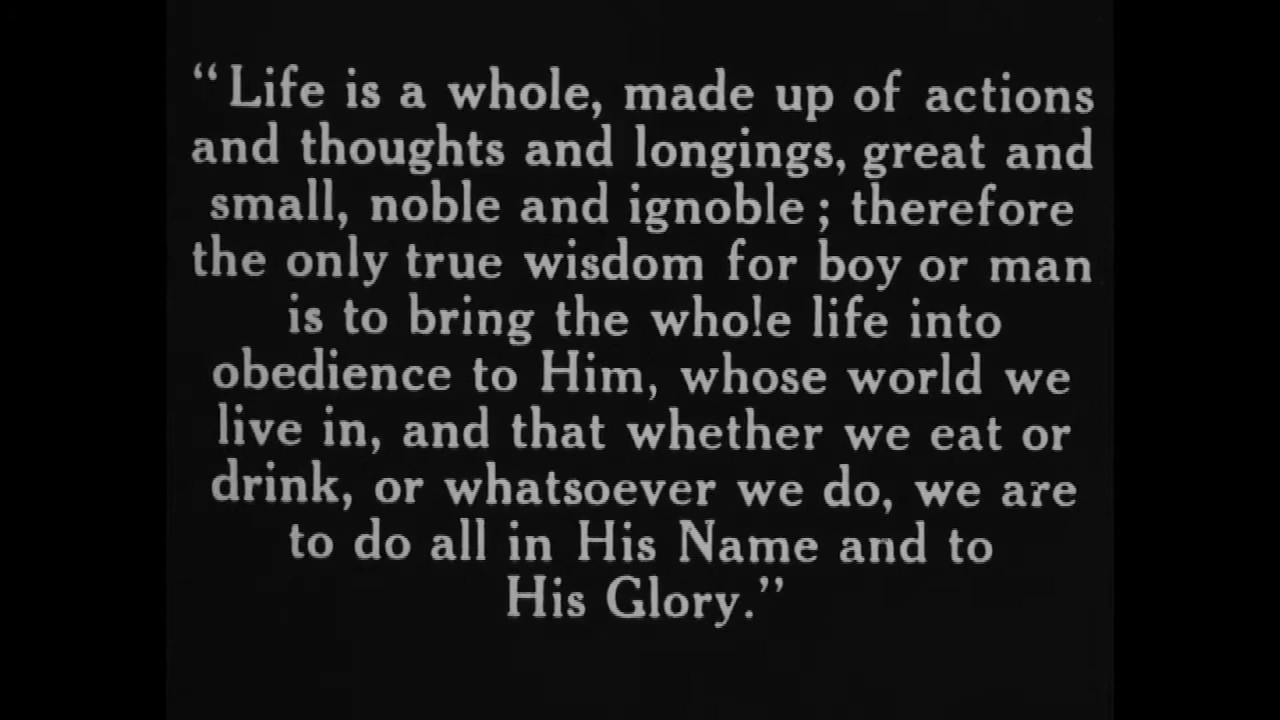 “Life is a whole, made up of actions
and thoughts and longings, great and
small, noble and ignoble; therefore
the only true wisdom for boy or man
is to bring the whole life into
obedience to Him, whose world we
live in, and that whether we eat or
drink, or whatsoever we do, we are
to do all in His Name and to
His Glory.”